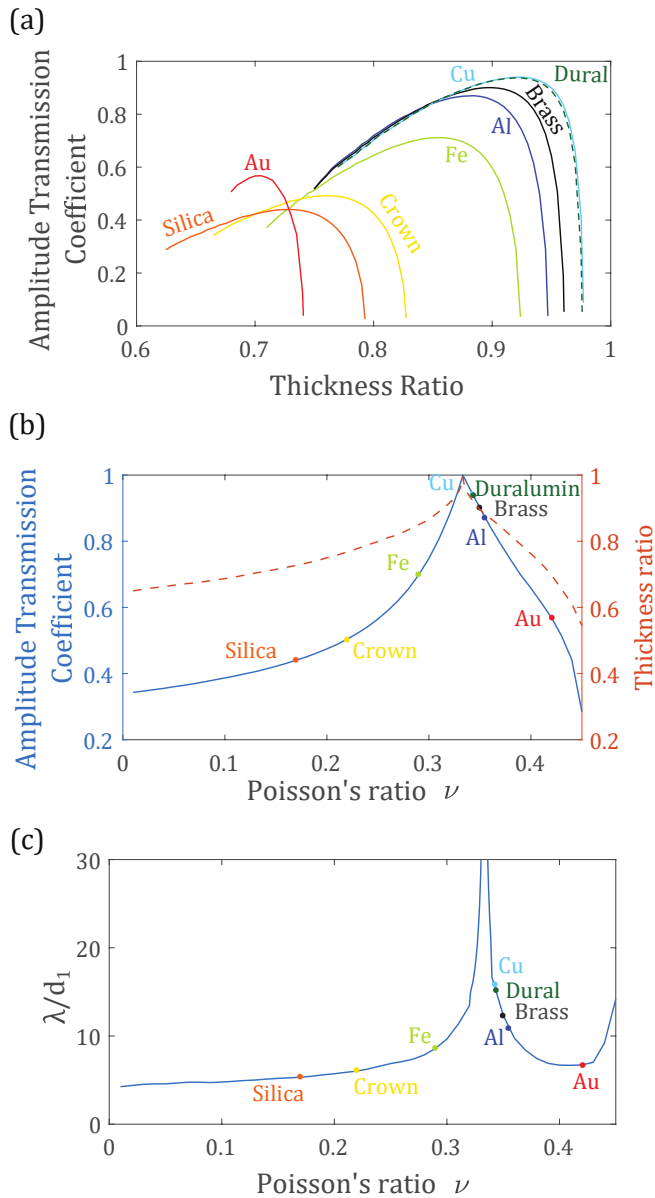 (a)
Amplitude Transmission
Coefficient
1
0.8
0.6
0.4
0.2
0
Cu
Dural
Brass
Al
Fe
Au
Silica
Crown
0.6 0.7 0.8 0.9 1
Thickness Ratio
(b)
Amplitude Transmission
Coefficient
1
0.8
0.6
0.4
0.2
Cu
Duralumin
Brass
Al
Fe
Au
Silica
Crown
1
0.8
0.6
0.4
0.2
Thickness ratio
0 0.1 0.2 0.3 0.4
Poisson's ratio ν
(c)
λ/d₁
30
20
10
0
Cu
Dural
Brass
Al
Fe
Silica
Crown
Au
0 0.1 0.2 0.3 0.4
Poisson's ratio ν